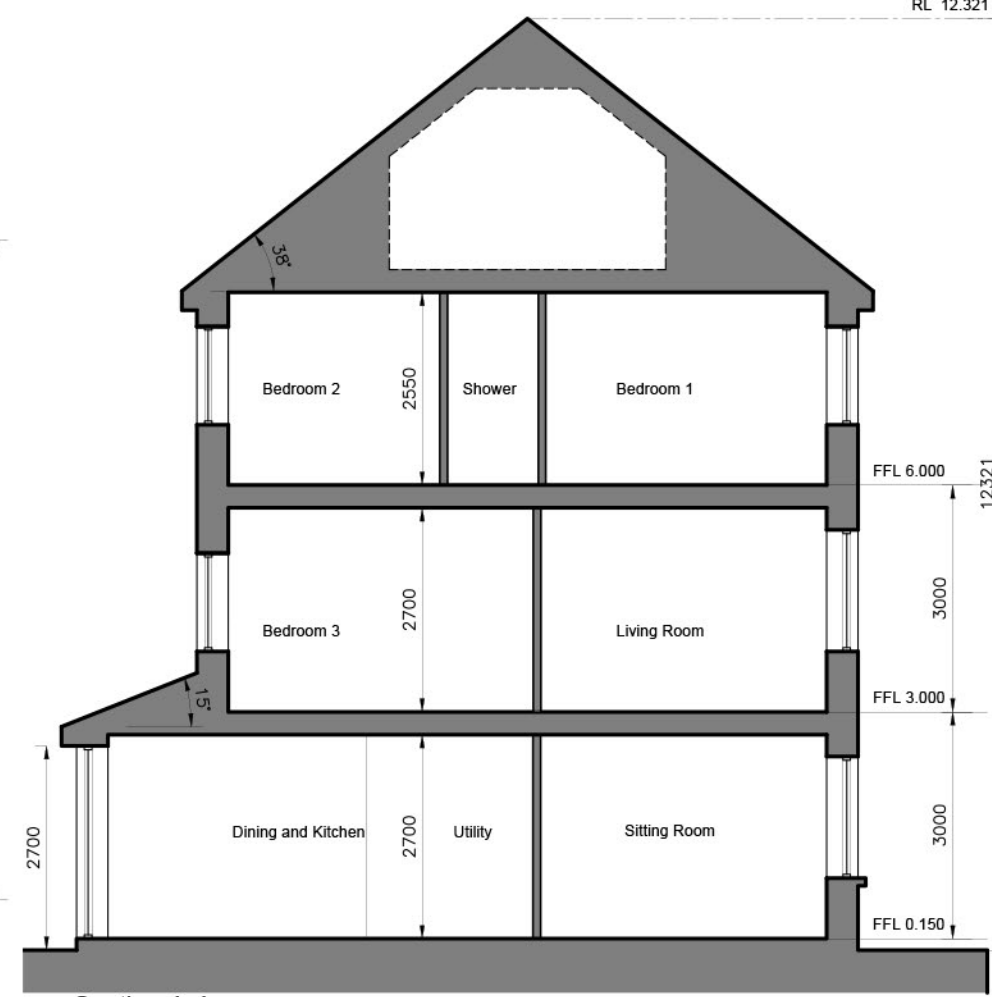 RL 12.321
38°
Bedroom 2
2550
Shower
Bedroom 1
FFL 6.000
12321
Bedroom 3
2700
Living Room
3000
FFL 3.000
15°
2700
Dining and Kitchen
2700
Utility
Sitting Room
3000
FFL 0.150